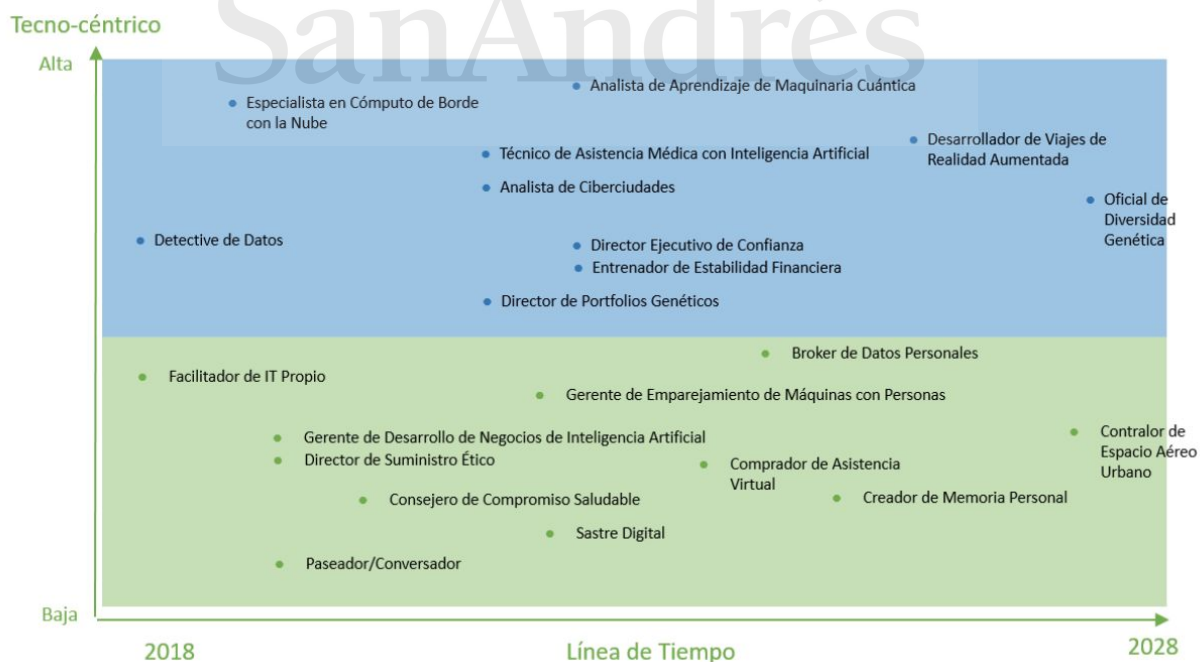 SanAndrés
Tecno-céntrico
Alta
Analista de Aprendizaje de Maquinaria Cuántica
Especialista en Cómputo de Borde
con la Nube
Desarrollador de Viajes de
Realidad Aumentada
Técnico de Asistencia Médica con Inteligencia Artificial
Analista de Ciberciudades
Oficial de
Diversidad
Genética
Detective de Datos
Director Ejecutivo de Confianza
Entrenador de Estabilidad Financiera
Director de Portfolios Genéticos
Broker de Datos Personales
Facilitador de IT Propio
Gerente de Emparejamiento de Máquinas con Personas
Gerente de Desarrollo de Negocios de Inteligencia Artificial
Director de Suministro Ético
Contralor de
Espacio Aéreo
Urbano
Comprador de Asistencia
Virtual
Consejero de Compromiso Saludable
Creador de Memoria Personal
Sastre Digital
Paseador/Conversador
Baja
2018
Línea de Tiempo
2028